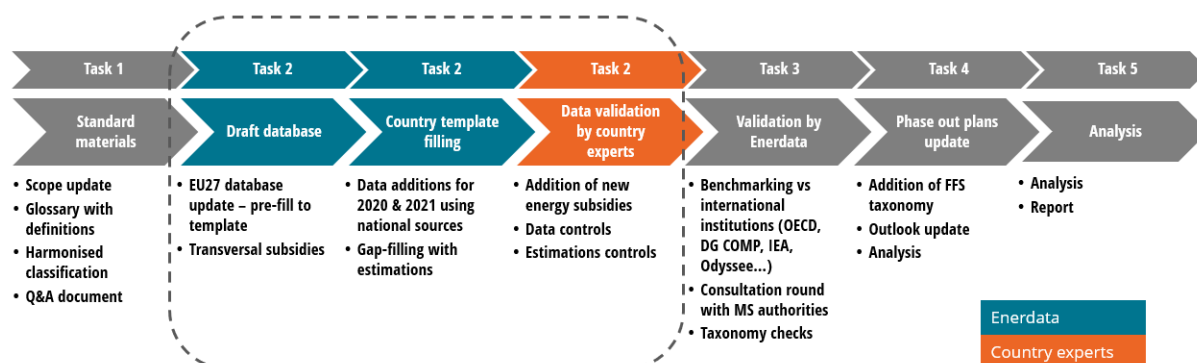 Task 1
Task 2
Task 2
Task 2
Task 3
Task 4
Task 5
Standard
materials
Draft database
Country template
filling
Data validation
by country
experts
Validation by
Enerdata
Phase out plans
update
Analysis
• Scope update
• Glossary with
definitions
• Harmonised
classification
• Q&A document
• EU27 database
update – pre-fill to
template
• Transversal subsidies
• Data additions for
2020 & 2021 using
national sources
• Gap-filling with
estimations
• Addition of new
energy subsidies
• Data controls
• Estimations controls
• Benchmarking vs
international
institutions (OECD,
DG COMP, IEA,
Odyssee...)
• Consultation round
with MS authorities
• Taxonomy checks
• Addition of FFS
taxonomy
• Outlook update
• Analysis
• Analysis
• Report
Enerdata
Country experts